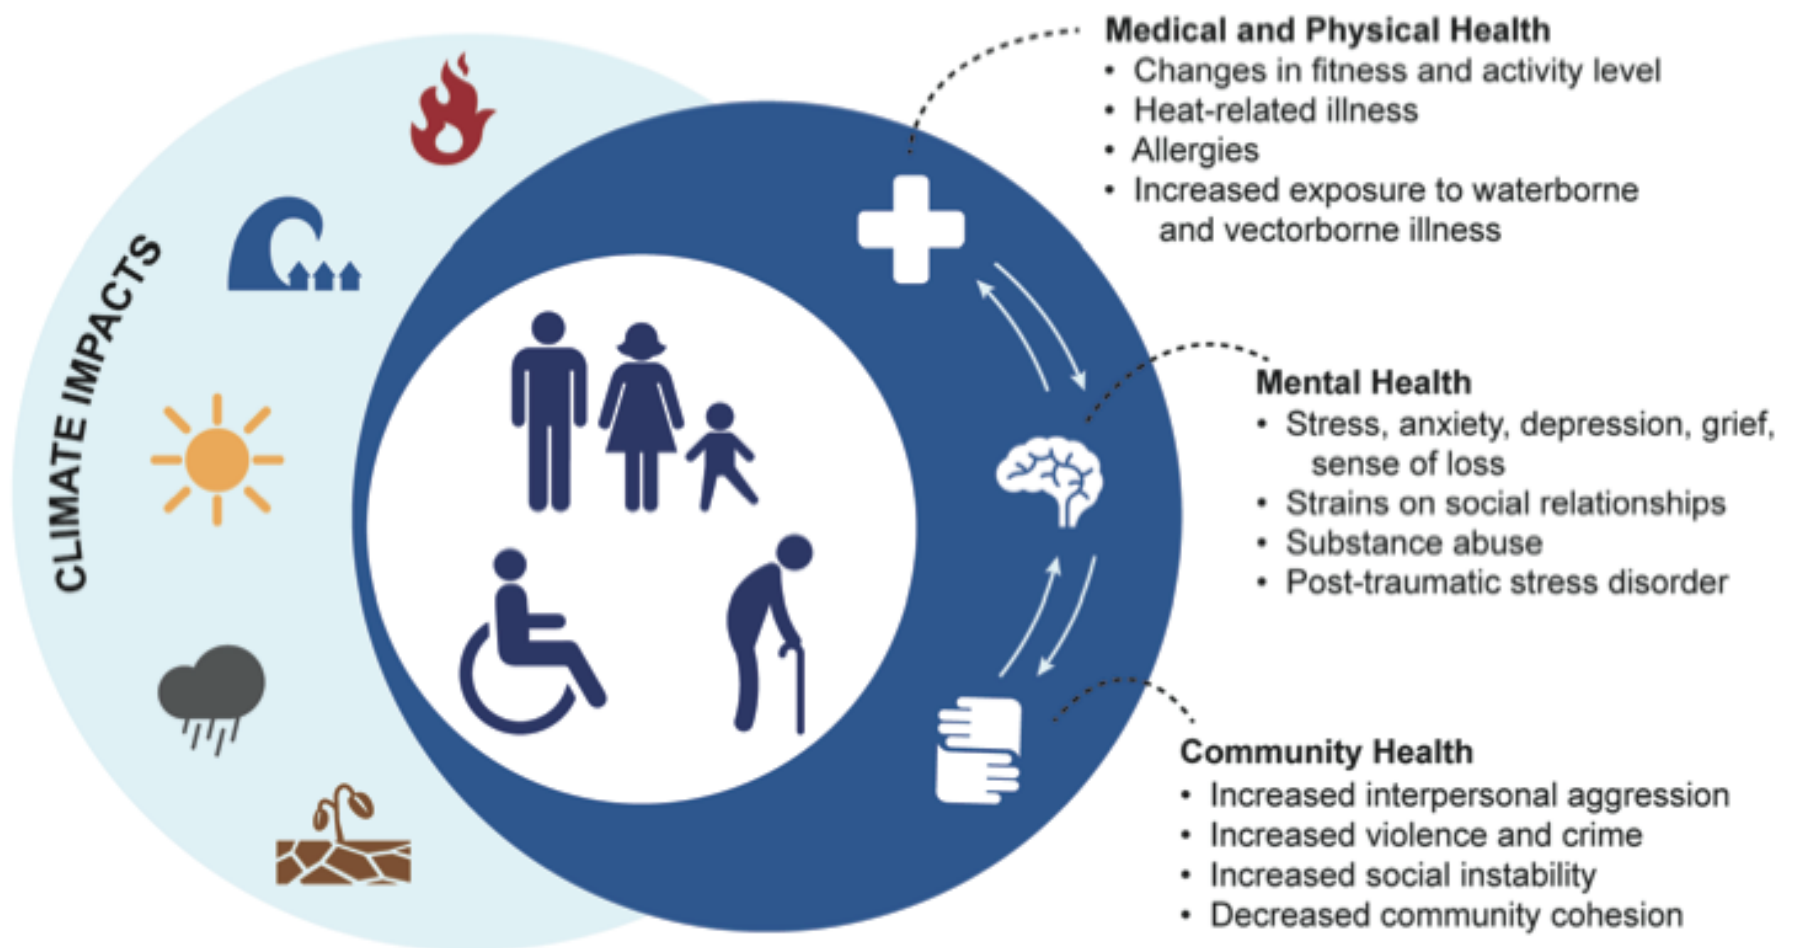 CLIMATE IMPACTS
Medical and Physical Health
• Changes in fitness and activity level
• Heat-related illness
• Allergies
• Increased exposure to waterborne
and vectorborne illness
Mental Health
• Stress, anxiety, depression, grief,
sense of loss
• Strains on social relationships
• Substance abuse
• Post-traumatic stress disorder
Community Health
• Increased interpersonal aggression
• Increased violence and crime
• Increased social instability
• Decreased community cohesion